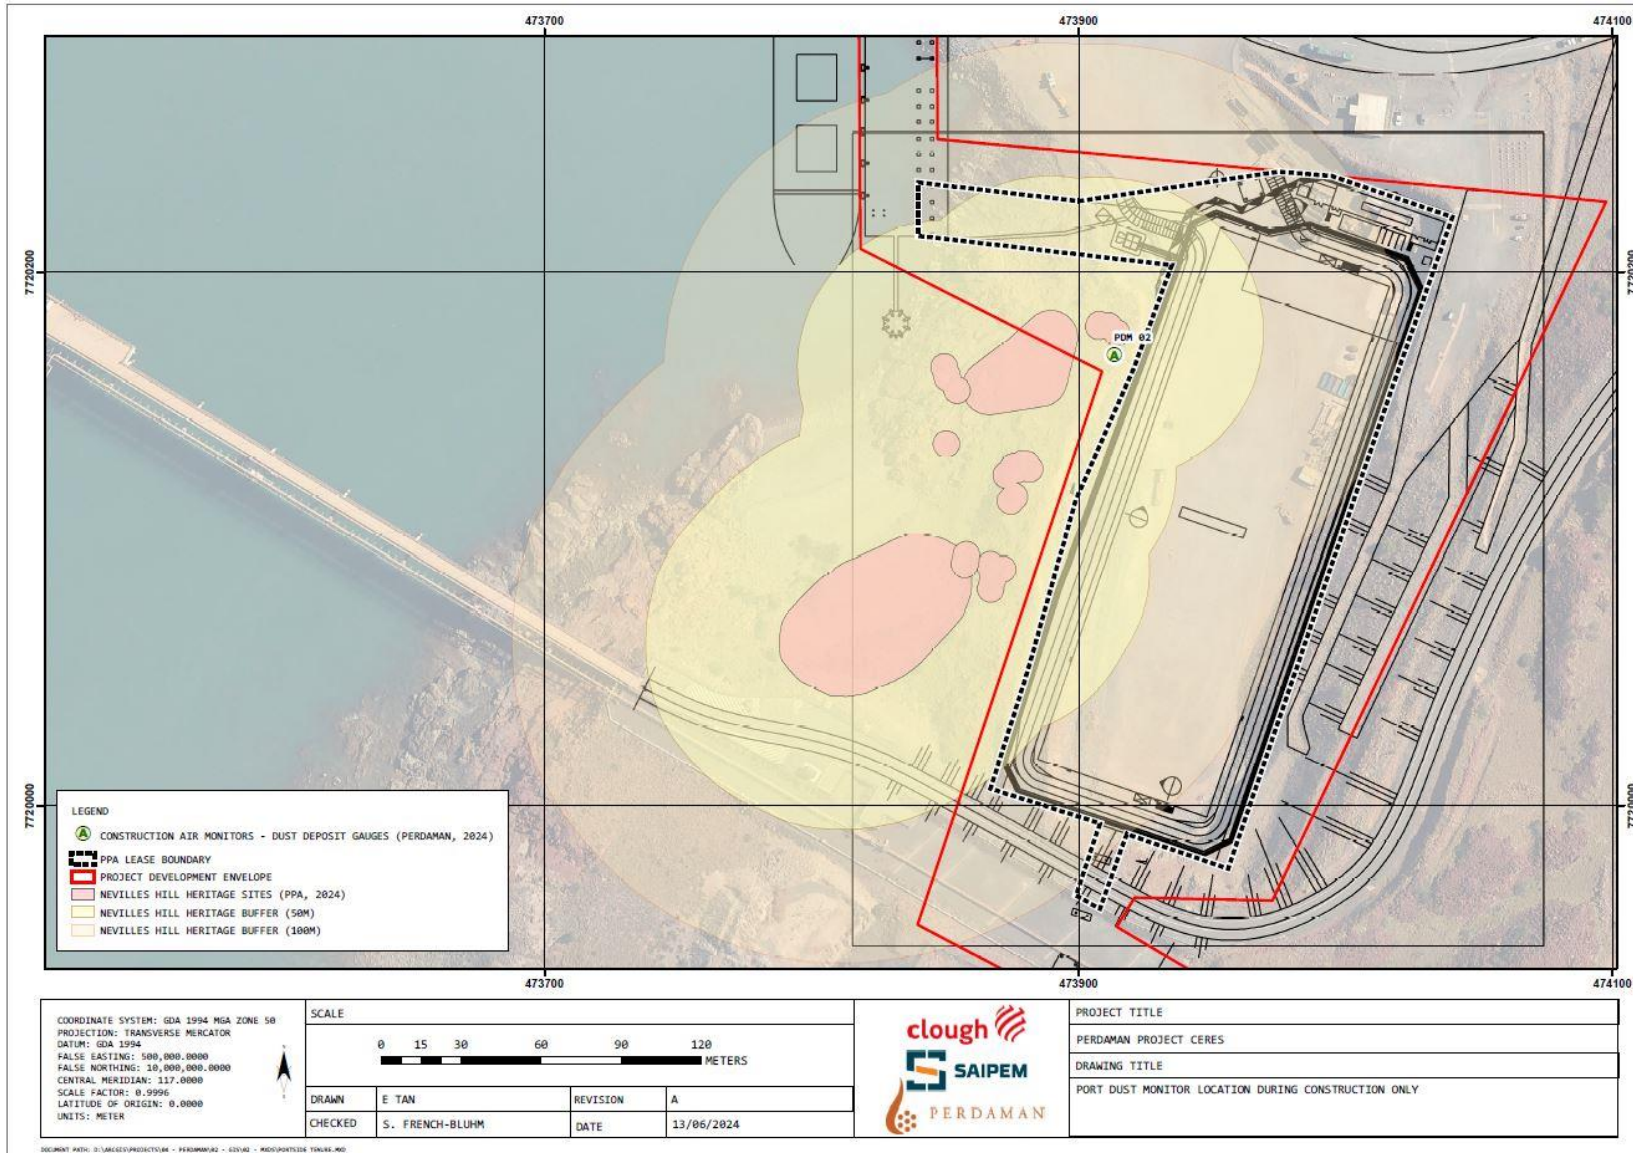 473700
473900
474100
7720200
7720200
PDM 02
A
LEGEND
A CONSTRUCTION AIR MONITORS - DUST DEPOSIT GAUGES (PERDAMAN, 2024)
PPA LEASE BOUNDARY
PROJECT DEVELOPMENT ENVELOPE
NEVILLES HILL HERITAGE SITES (PPA, 2024)
NEVILLES HILL HERITAGE BUFFER (50M)
NEVILLES HILL HERITAGE BUFFER (100M)
7720000
7720000
473700
473900
474100
COORDINATE SYSTEM: GDA 1994 MGA ZONE 50
PROJECTION: TRANSVERSE MERCATOR
DATUM: GDA 1994
FALSE EASTING: 500,000.0000
FALSE NORTHING: 10,000,000.0000
CENTRAL MERIDIAN: 117.0000
SCALE FACTOR: 0.9996
LATITUDE OF ORIGIN: 0.0000
UNITS: METER
SCALE
0 15 30 60 90 120
METERS
DRAWN E TAN REVISION A
CHECKED S. FRENCH-BLUHM DATE 13/06/2024
clough
SAIPEM
PERDAMAN
PROJECT TITLE
PERDAMAN PROJECT CERES
DRAWING TITLE
PORT DUST MONITOR LOCATION DURING CONSTRUCTION ONLY